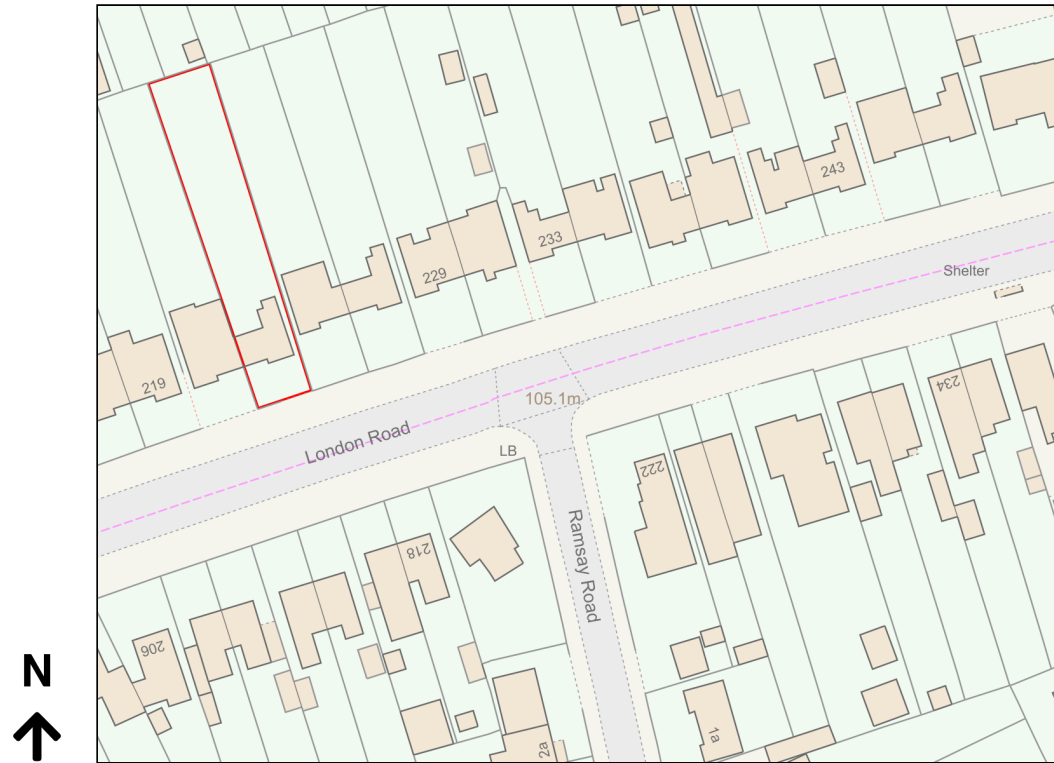 243
Shelter
233
229
219
234
105.1m
London Road
LB
222
Ramsay Road
218
206
1a
2a
N